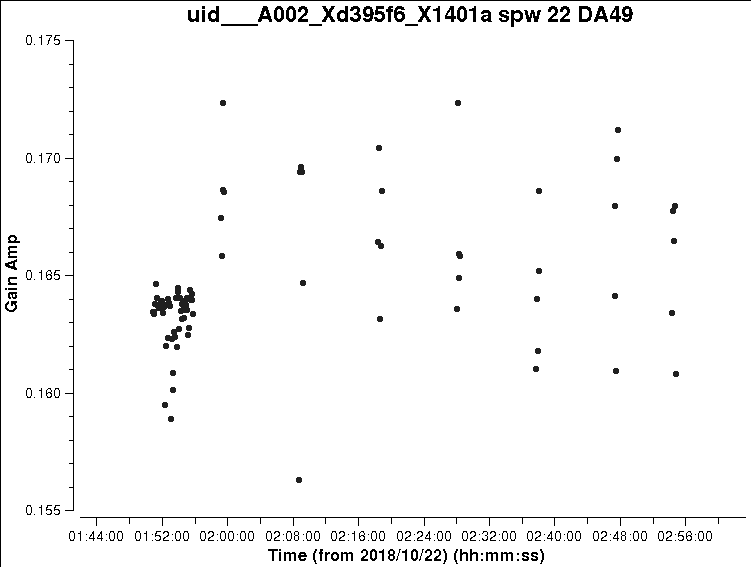 uid___A002_Xd395f6_X1401a spw 22 DA49
0.175
0.170
0.165
0.160
0.155
Gain Amp
01:44:00 01:52:00 02:00:00 02:08:00 02:16:00 02:24:00 02:32:00 02:40:00 02:48:00 02:56:00
Time (from 2018/10/22) (hh:mm:ss)